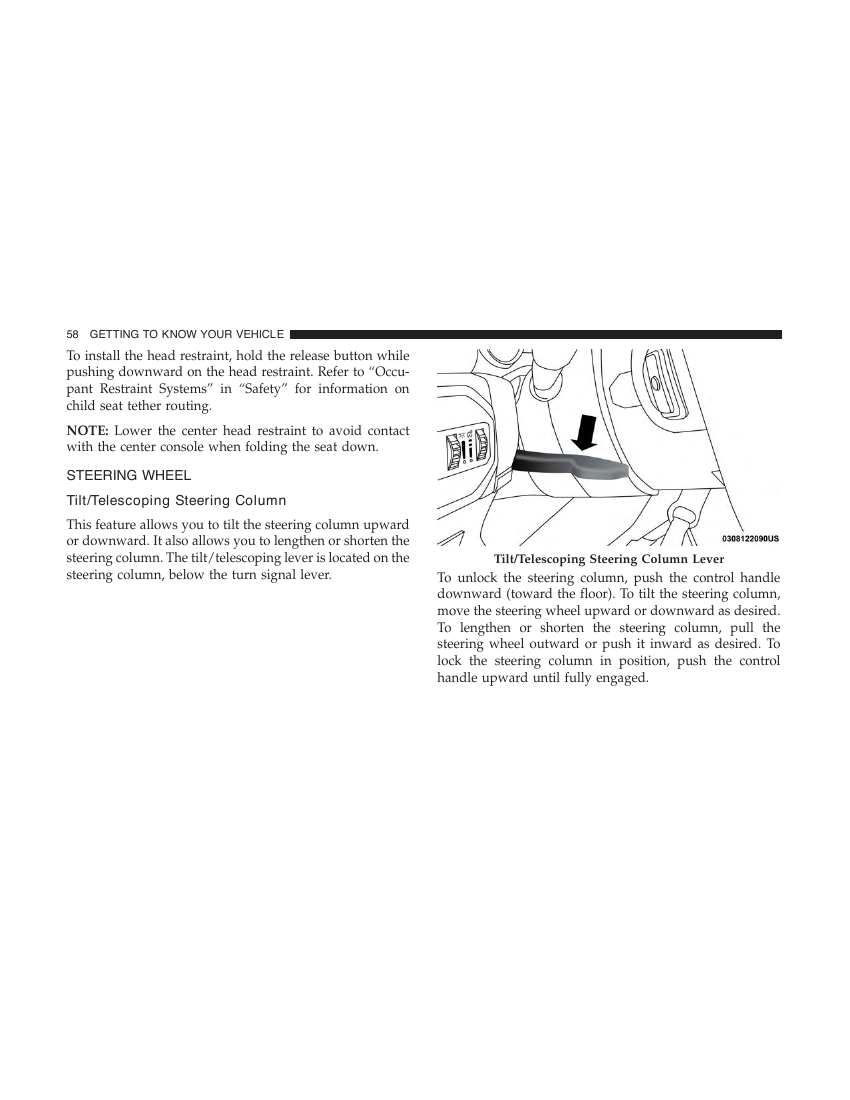 58 GETTING TO KNOW YOUR VEHICLE
To install the head restraint, hold the release button while
pushing downward on the head restraint. Refer to “Occu-
pant Restraint Systems” in “Safety” for information on
child seat tether routing.
NOTE: Lower the center head restraint to avoid contact
with the center console when folding the seat down.
STEERING WHEEL
Tilt/Telescoping Steering Column
This feature allows you to tilt the steering column upward
or downward. It also allows you to lengthen or shorten the
steering column. The tilt/telescoping lever is located on the
steering column, below the turn signal lever.
0308122090US
Tilt/Telescoping Steering Column Lever
To unlock the steering column, push the control handle
downward (toward the floor). To tilt the steering column,
move the steering wheel upward or downward as desired.
To lengthen or shorten the steering column, pull the
steering wheel outward or push it inward as desired. To
lock the steering column in position, push the control
handle upward until fully engaged.